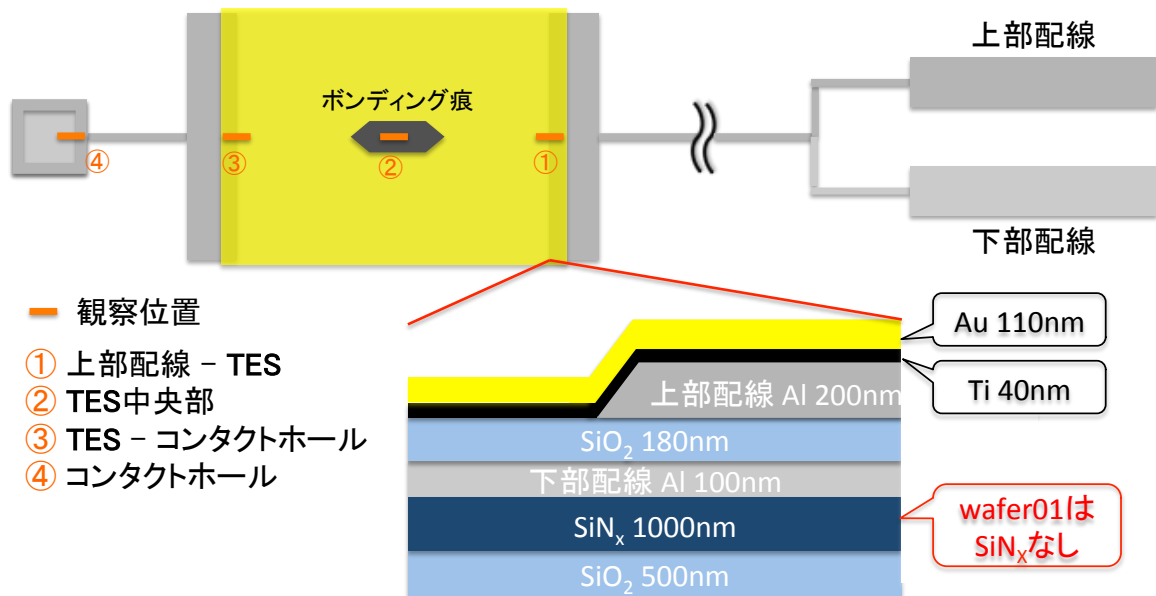 上部配線
ボンディング痕
④
③
②
①
下部配線
観察位置
① 上部配線 − TES
② TES中央部
③ TES − コンタクトホール
④ コンタクトホール
Au 110nm
Ti 40nm
上部配線 Al 200nm
SiO₂ 180nm
下部配線 Al 100nm
SiNₓ 1000nm
SiO₂ 500nm
wafer01は
SiNₓなし